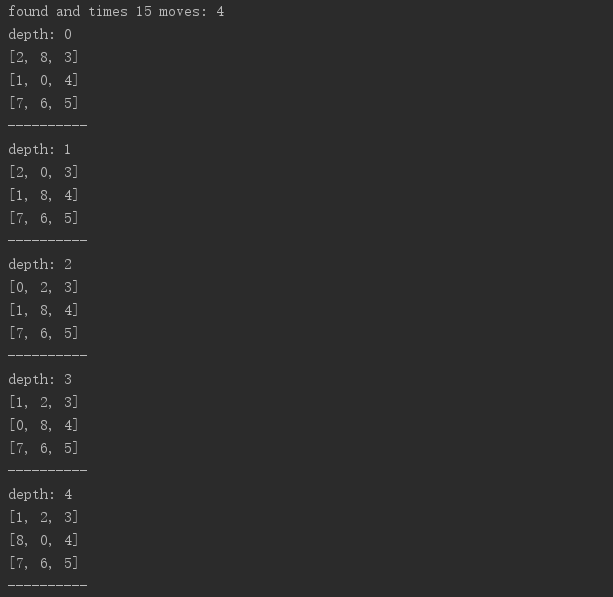 found and times 15 moves: 4
depth: 0
[2, 8, 3]
[1, 0, 4]
[7, 6, 5]
----------
depth: 1
[2, 0, 3]
[1, 8, 4]
[7, 6, 5]
----------
depth: 2
[0, 2, 3]
[1, 8, 4]
[7, 6, 5]
----------
depth: 3
[1, 2, 3]
[0, 8, 4]
[7, 6, 5]
----------
depth: 4
[1, 2, 3]
[8, 0, 4]
[7, 6, 5]
----------